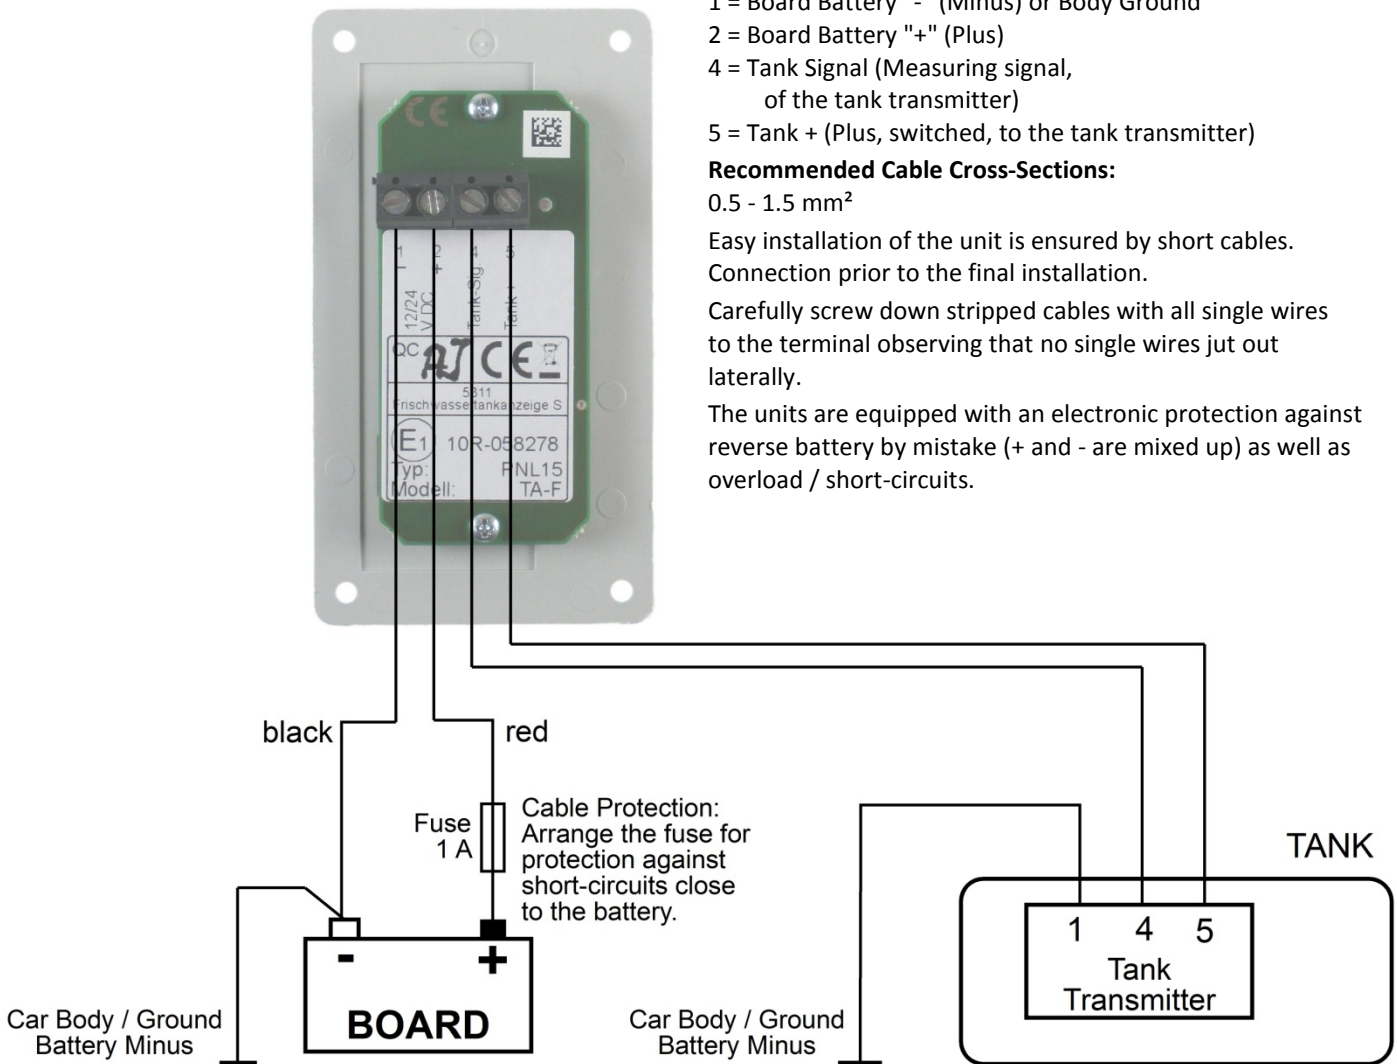 1 = Board Battery "-" (Minus) or Body Ground
2 = Board Battery "+" (Plus)
4 = Tank Signal (Measuring signal,
of the tank transmitter)
5 = Tank + (Plus, switched, to the tank transmitter)
Recommended Cable Cross-Sections:
0.5 - 1.5 mm²
Easy installation of the unit is ensured by short cables.
Connection prior to the final installation.
Carefully screw down stripped cables with all single wires
to the terminal observing that no single wires jut out
laterally.
The units are equipped with an electronic protection against
reverse battery by mistake (+ and - are mixed up) as well as
overload / short-circuits.
CE
1 2 4 5
- +
12/24
V DC
Tank-Sig.
Tank +
QC AJ CE
5311
Frischwassertankanzeige S
E1 10R-058278
Typ: PNL15
Modell: TA-F
black
red
Fuse
1 A
Cable Protection:
Arrange the fuse for
protection against
short-circuits close
to the battery.
- +
BOARD
Car Body / Ground
Battery Minus
Car Body / Ground
Battery Minus
TANK
1 4 5
Tank
Transmitter